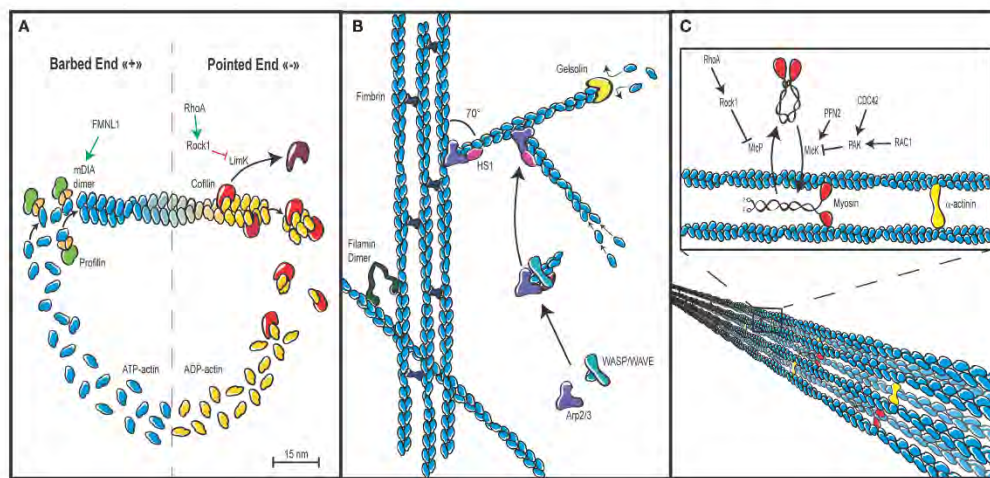 A
Barbed End «+»
Pointed End «-»
FMNL1
RhoA
Rock1
LimK
mDIA
dimer
Cofilin
Profilin
ATP-actin
ADP-actin
15 nm
B
Fimbrin
Gelsolin
70°
HS1
Filamin
Dimer
WASP/WAVE
Arp2/3
C
RhoA
Rock1
PFN2
CDC42
MlcP
MlcK
PAK
RAC1
Myosin
α-actinin